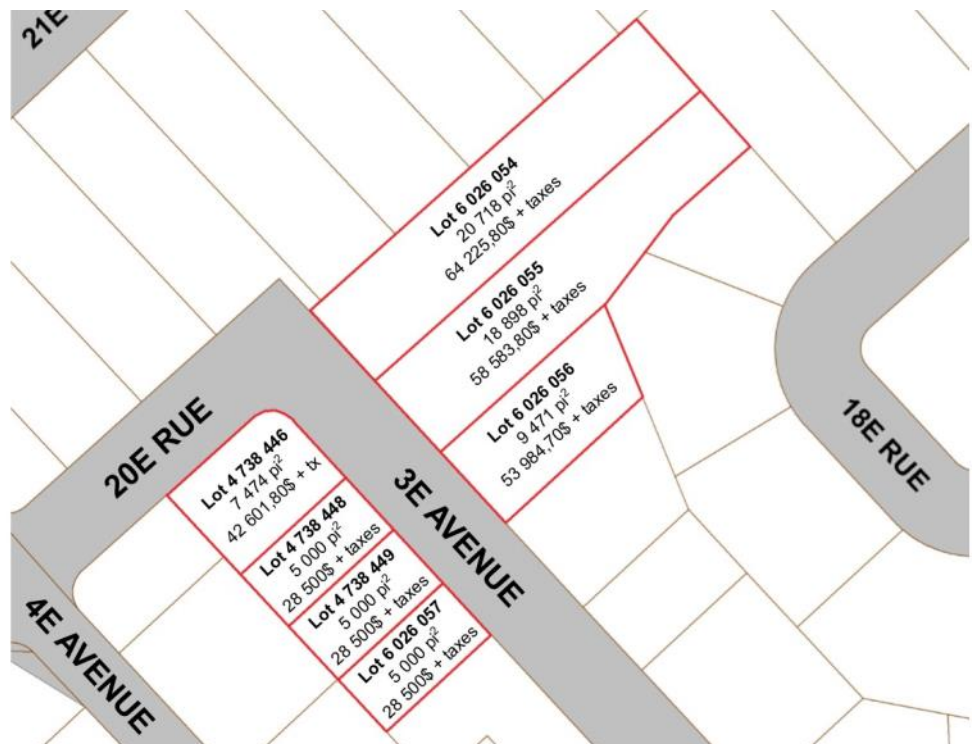 21E
Lot 6 026 054
20 718 pi²
64 225,80$ + taxes
Lot 6 026 055
18 898 pi²
58 583,80$ + taxes
Lot 6 026 056
9 471 pi²
53 984,70$ + taxes
20E RUE
18E RUE
Lot 4 738 446
7 474 pi²
42 601,80$ + tx
3E AVENUE
Lot 4 738 448
5 000 pi²
28 500$ + taxes
Lot 4 738 449
5 000 pi²
28 500$ + taxes
Lot 6 026 057
5 000 pi²
28 500$ + taxes
4E AVENUE